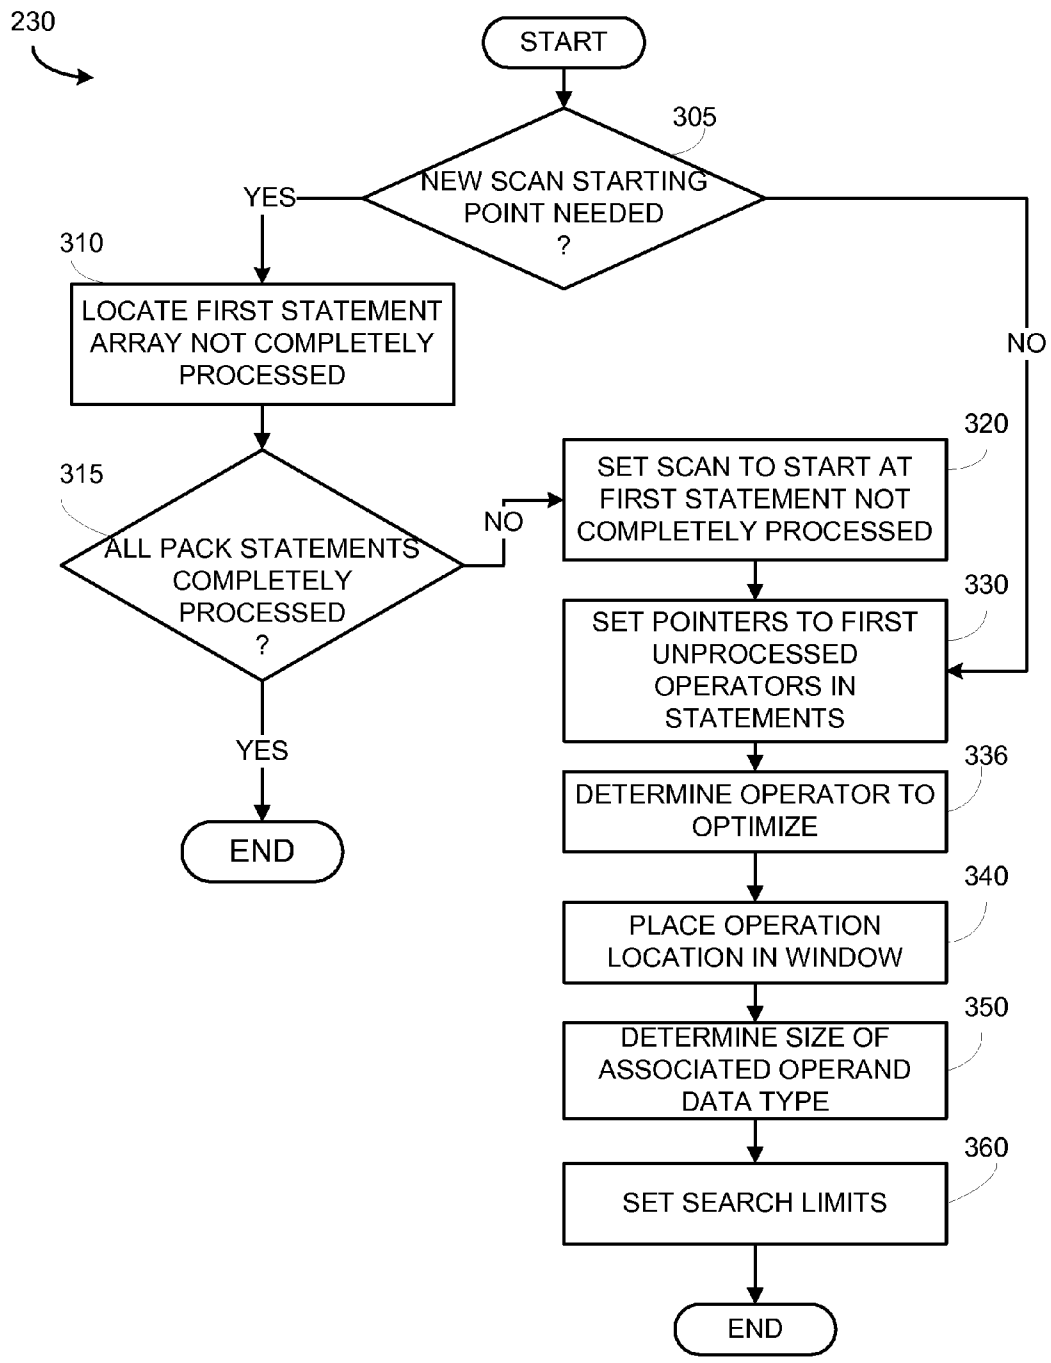 230
START
305
NEW SCAN STARTING
POINT NEEDED
?
YES
NO
310
LOCATE FIRST STATEMENT
ARRAY NOT COMPLETELY
PROCESSED
315
ALL PACK STATEMENTS
COMPLETELY
PROCESSED
?
NO
YES
END
320
SET SCAN TO START AT
FIRST STATEMENT NOT
COMPLETELY PROCESSED
330
SET POINTERS TO FIRST
UNPROCESSED
OPERATORS IN
STATEMENTS
336
DETERMINE OPERATOR TO
OPTIMIZE
340
PLACE OPERATION
LOCATION IN WINDOW
350
DETERMINE SIZE OF
ASSOCIATED OPERAND
DATA TYPE
360
SET SEARCH LIMITS
END